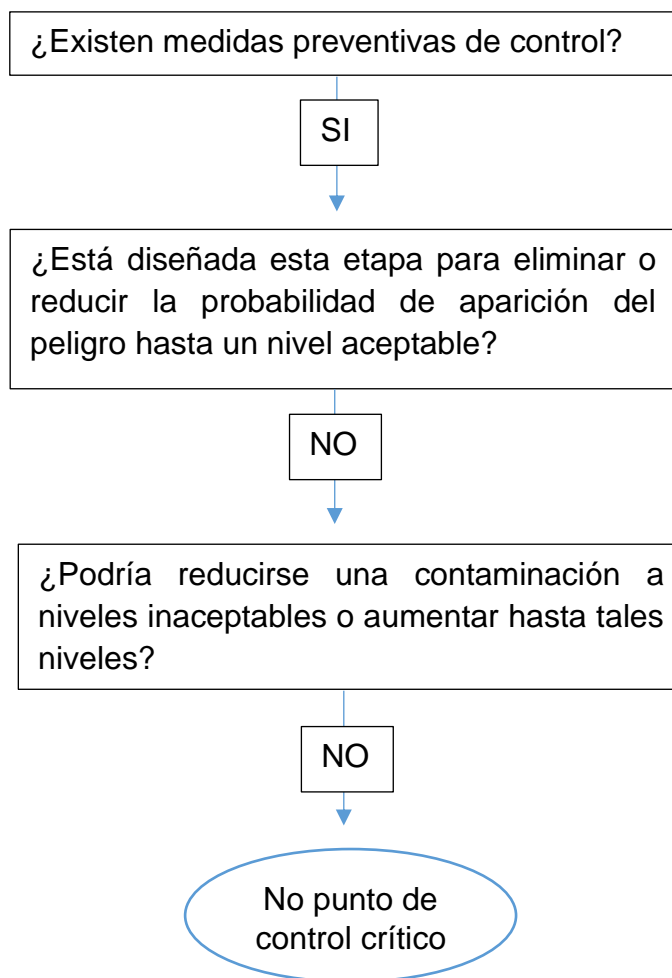 ¿Existen medidas preventivas de control?
SI
¿Está diseñada esta etapa para eliminar o
reducir la probabilidad de aparición del
peligro hasta un nivel aceptable?
NO
¿Podría reducirse una contaminación a
niveles inaceptables o aumentar hasta tales
niveles?
NO
No punto de
control crítico